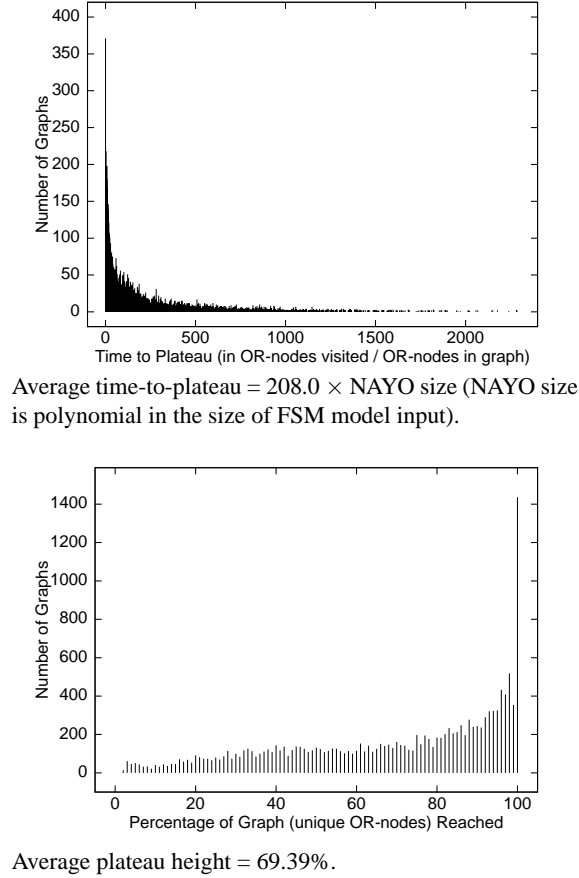 400
350
300
250
200
150
100
50
0
Number of Graphs
0 500 1000 1500 2000
Time to Plateau (in OR-nodes visited / OR-nodes in graph)
Average time-to-plateau = 208.0 × NAYO size (NAYO size
is polynomial in the size of FSM model input).
1400
1200
1000
800
600
400
200
0
Number of Graphs
0 20 40 60 80 100
Percentage of Graph (unique OR-nodes) Reached
Average plateau height = 69.39%.